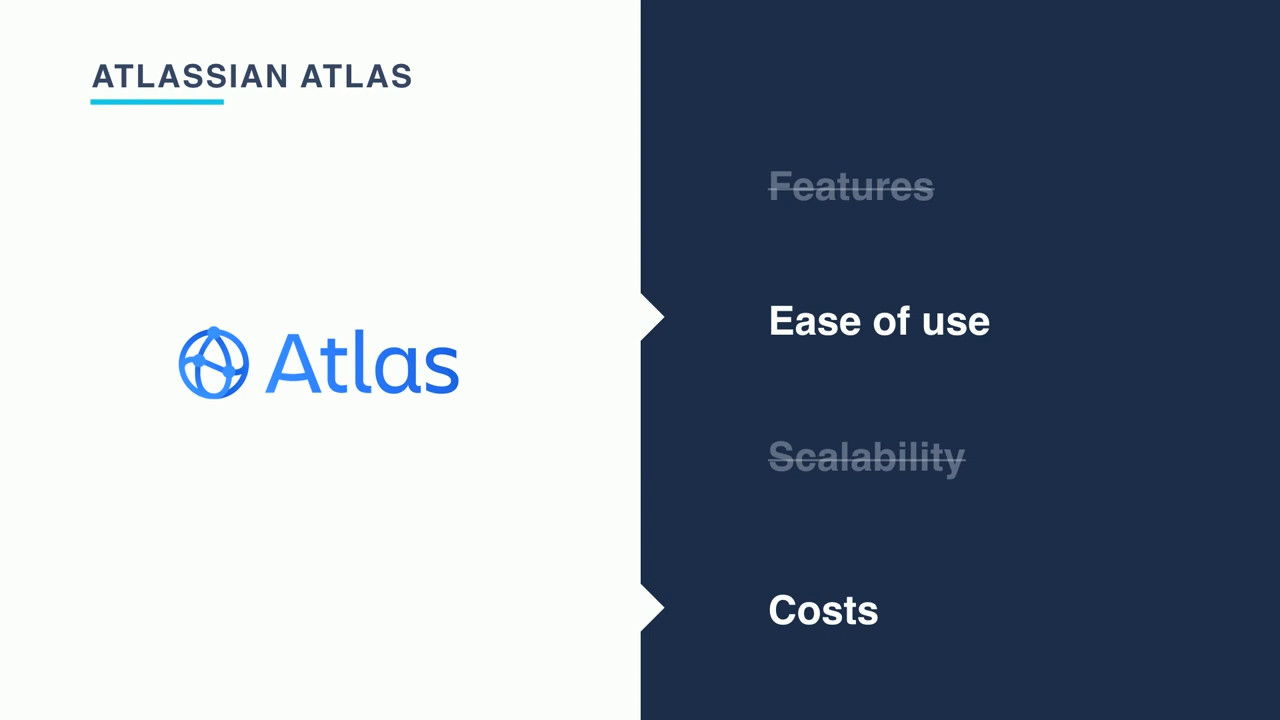 ATLASSIAN ATLAS
Atlas
Features
Ease of use
Scalability
Costs